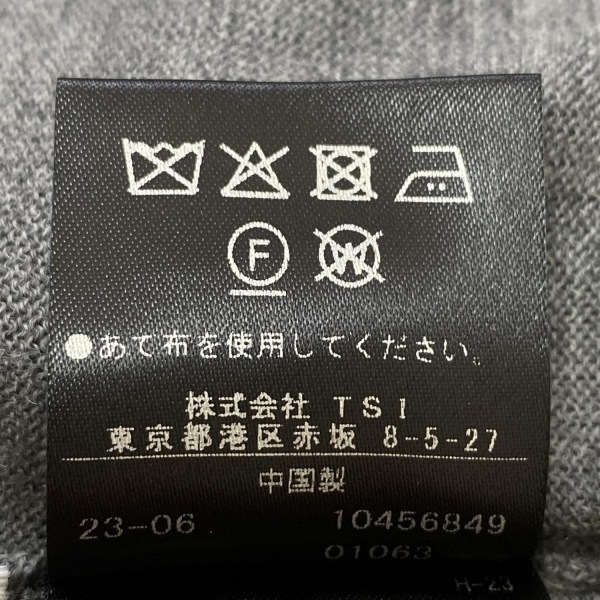 F W
●あて布を使用してください。
株式会社 TSI
東京都港区赤坂 8-5-27
中国製
23-06 10456849
01063
H-23